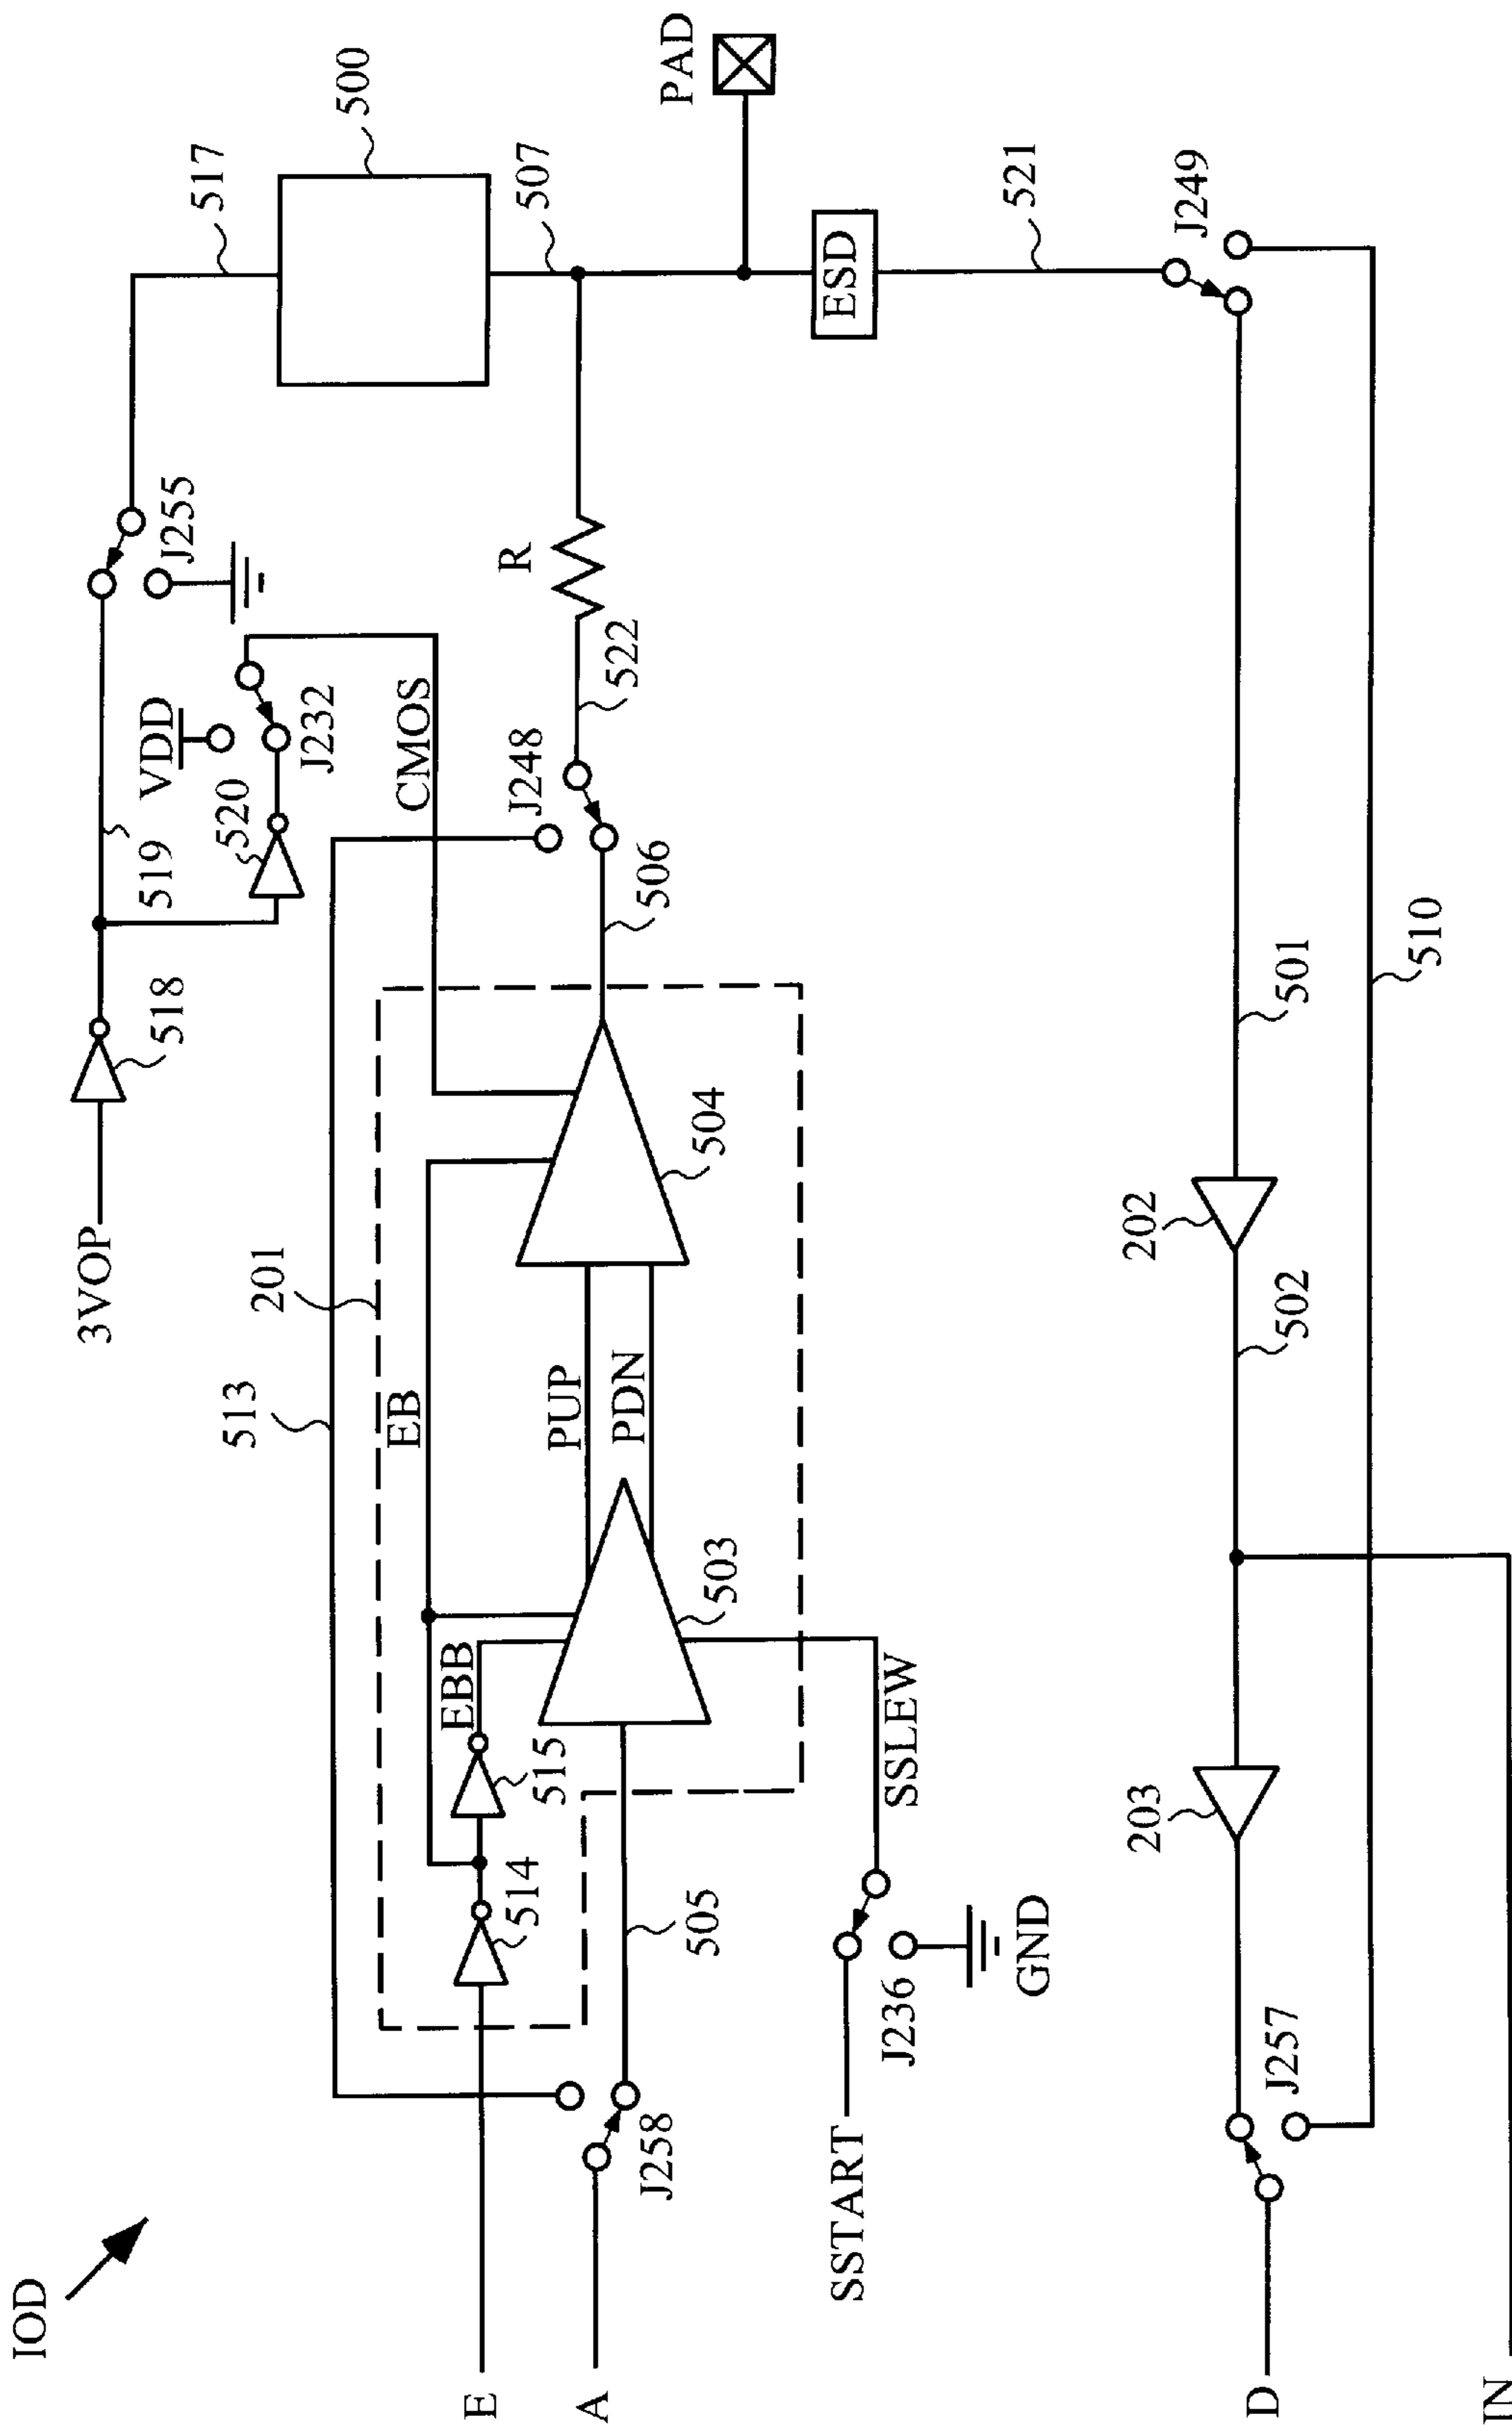 IOD
3VOP
518
519
520
VDD
J232
J255
517
500
507
PAD
513
201
EB
CMOS
J248
506
522
R
EBB
514
515
PUP
PDN
503
504
E
A
J258
505
SSLEW
SSTART
J236
GND
ESD
521
J249
D
J257
203
502
202
501
510
IN